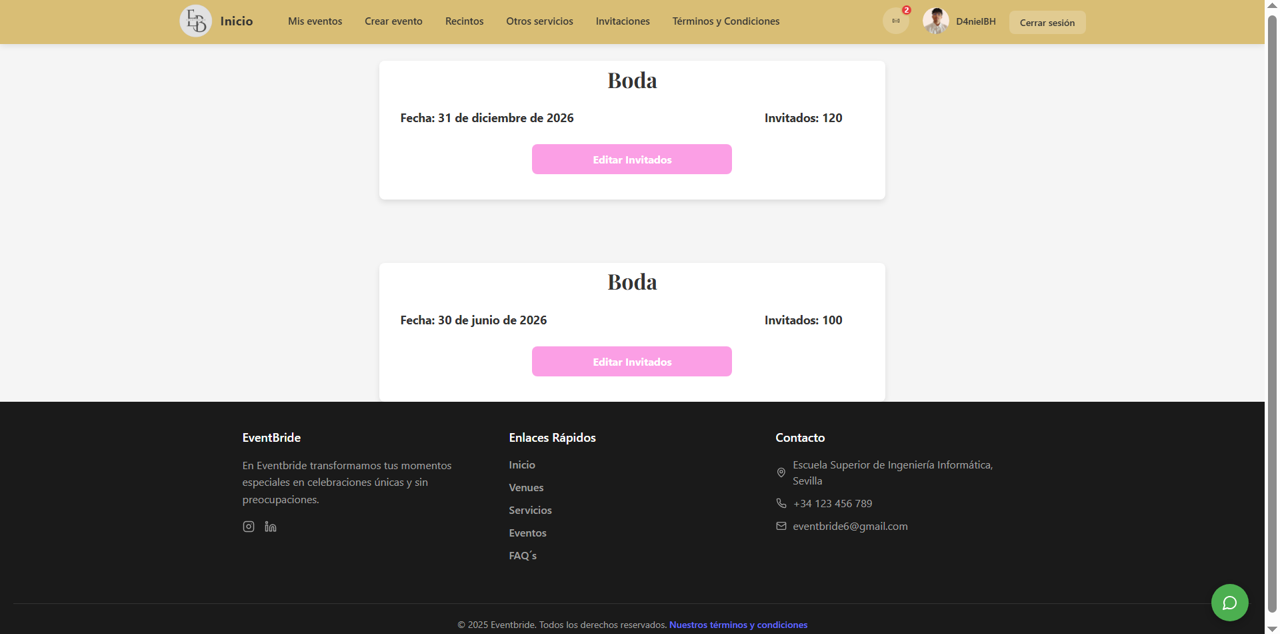 EB Inicio Mis eventos Crear evento Recintos Otros servicios Invitaciones Términos y Condiciones 2 D4nielBH Cerrar sesión
Boda
Fecha: 31 de diciembre de 2026 Invitados: 120
Editar Invitados
Boda
Fecha: 30 de junio de 2026 Invitados: 100
Editar Invitados
EventBride
En Eventbride transformamos tus momentos
especiales en celebraciones únicas y sin
preocupaciones.
Enlaces Rápidos
Inicio
Venues
Servicios
Eventos
FAQ´s
Contacto
Escuela Superior de Ingeniería Informática,
Sevilla
+34 123 456 789
eventbride6@gmail.com
© 2025 Eventbride. Todos los derechos reservados. Nuestros términos y condiciones